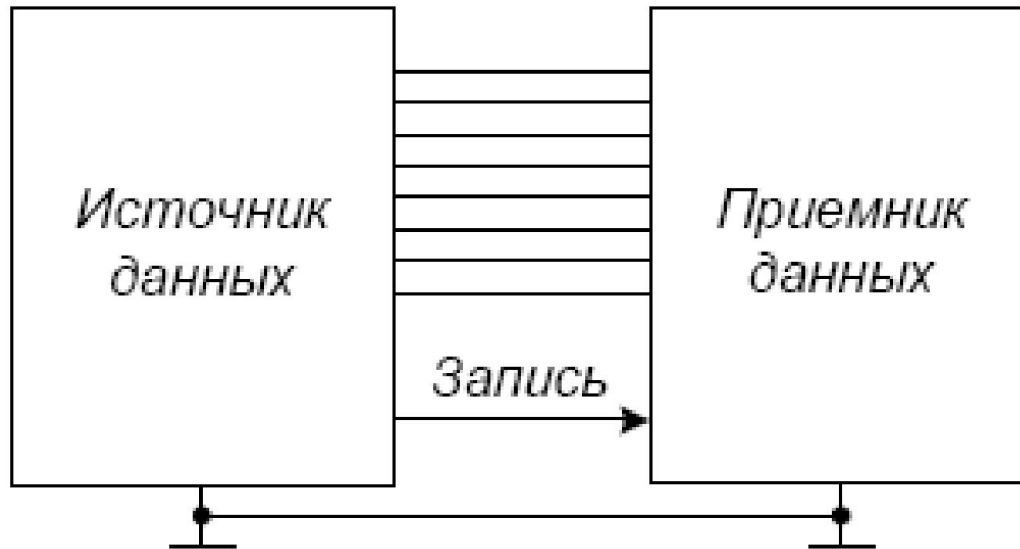 Источник
данных
Приемник
данных
Запись